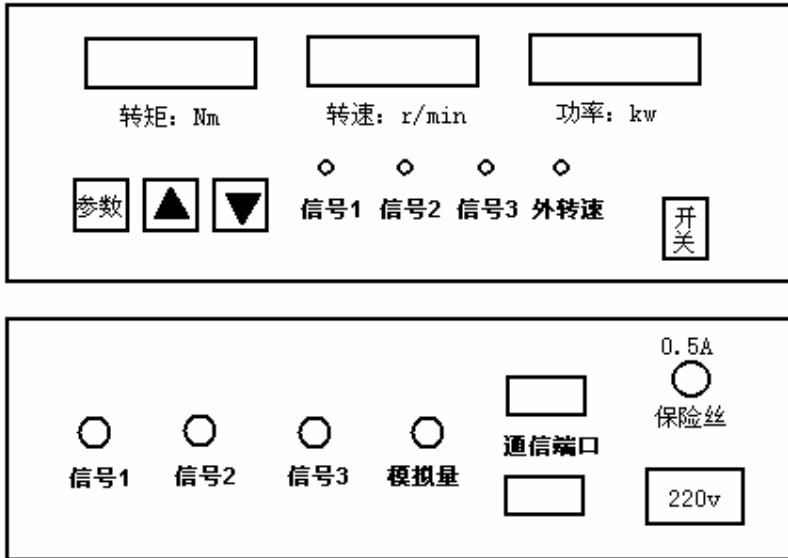 转矩: Nm 转速: r/min 功率: kw
参数 信号1 信号2 信号3 外转速 开关
0.5A
保险丝
信号1 信号2 信号3 模拟量 通信端口
220v